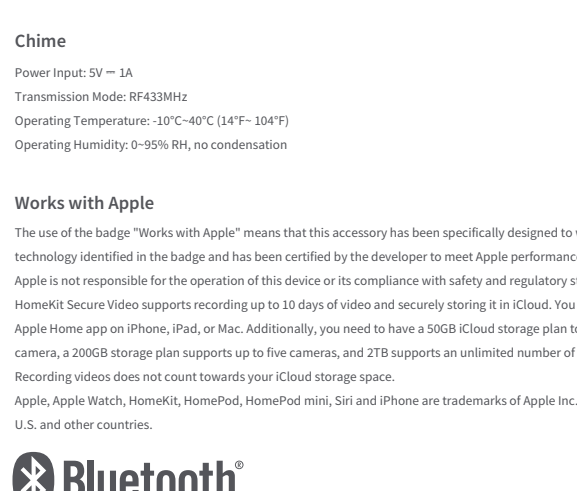 Chime
Power Input: 5V ⎓ 1A
Transmission Mode: RF433MHz
Operating Temperature: -10°C~40°C (14°F~ 104°F)
Operating Humidity: 0~95% RH, no condensation
Works with Apple
The use of the badge "Works with Apple" means that this accessory has been specifically designed to
technology identified in the badge and has been certified by the developer to meet Apple performance
Apple is not responsible for the operation of this device or its compliance with safety and regulatory
HomeKit Secure Video supports recording up to 10 days of video and securely storing it in iCloud. You
Apple Home app on iPhone, iPad, or Mac. Additionally, you need to have a 50GB iCloud storage plan to
camera, a 200GB storage plan supports up to five cameras, and 2TB supports an unlimited number of
Recording videos does not count towards your iCloud storage space.
Apple, Apple Watch, HomeKit, HomePod, HomePod mini, Siri and iPhone are trademarks of Apple Inc.
U.S. and other countries.
Bluetooth®